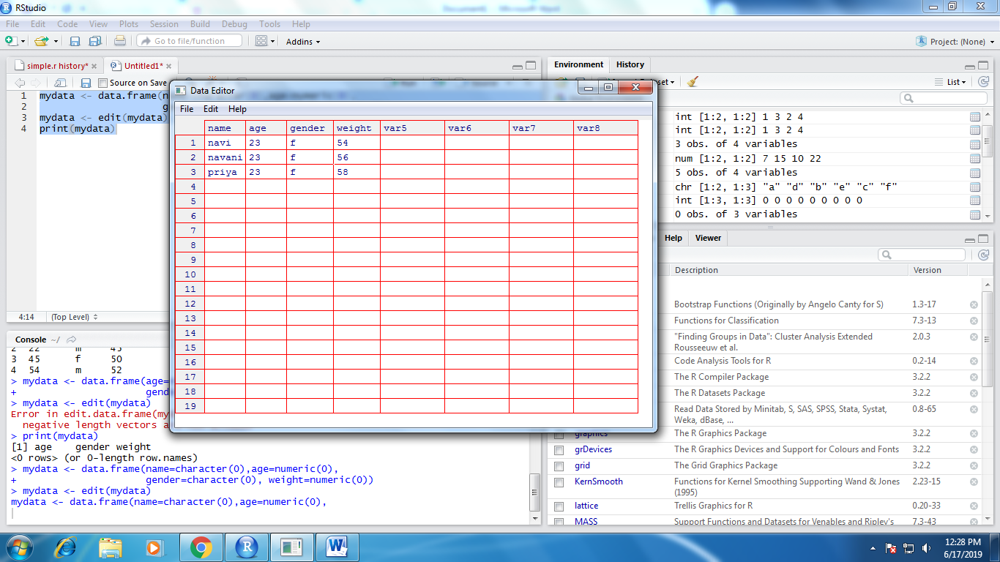 RStudio
File Edit Code View Plots Session Build Debug Tools Help
Go to file/function Addins Project: (None)
simple.r history* Untitled1*
Source on Save
1 mydata <- data.frame(n
2 g
3 mydata <- edit(mydata)
4 print(mydata)
4:14 (Top Level)
Console ~/
2 22 m 45
3 45 f 50
4 54 m 52
> mydata <- data.frame(age=
+ gende
> mydata <- edit(mydata)
Error in edit.data.frame(my
negative length vectors a
> print(mydata)
[1] age gender weight
<0 rows> (or 0-length row.names)
> mydata <- data.frame(name=character(0),age=numeric(0),
+ gender=character(0), weight=numeric(0))
> mydata <- edit(mydata)
mydata <- data.frame(name=character(0),age=numeric(0),
Data Editor
File Edit Help
name age gender weight var5 var6 var7 var8
1 navi 23 f 54
2 navani 23 f 56
3 priya 23 f 58
4
5
6
7
8
9
10
11
12
13
14
15
16
17
18
19
Environment History
List
int [1:2, 1:2] 1 3 2 4
int [1:2, 1:2] 1 3 2 4
3 obs. of 4 variables
num [1:2, 1:2] 7 15 10 22
5 obs. of 4 variables
chr [1:2, 1:3] "a" "d" "b" "e" "c" "f"
int [1:3, 1:3] 0 0 0 0 0 0 0 0 0
0 obs. of 3 variables
Help Viewer
Description Version
Bootstrap Functions (Originally by Angelo Canty for S) 1.3-17
Functions for Classification 7.3-13
"Finding Groups in Data": Cluster Analysis Extended 2.0.3
Rousseeuw et al.
Code Analysis Tools for R 0.2-14
The R Compiler Package 3.2.2
The R Datasets Package 3.2.2
Read Data Stored by Minitab, S, SAS, SPSS, Stata, Systat, 0.8-65
Weka, dBase, ...
graphics The R Graphics Package 3.2.2
grDevices The R Graphics Devices and Support for Colours and Fonts 3.2.2
grid The Grid Graphics Package 3.2.2
KernSmooth Functions for Kernel Smoothing Supporting Wand & Jones 2.23-15
(1995)
lattice Trellis Graphics for R 0.20-33
MASS Support Functions and Datasets for Venables and Ripley's 7.3-43
12:28 PM
6/17/2019